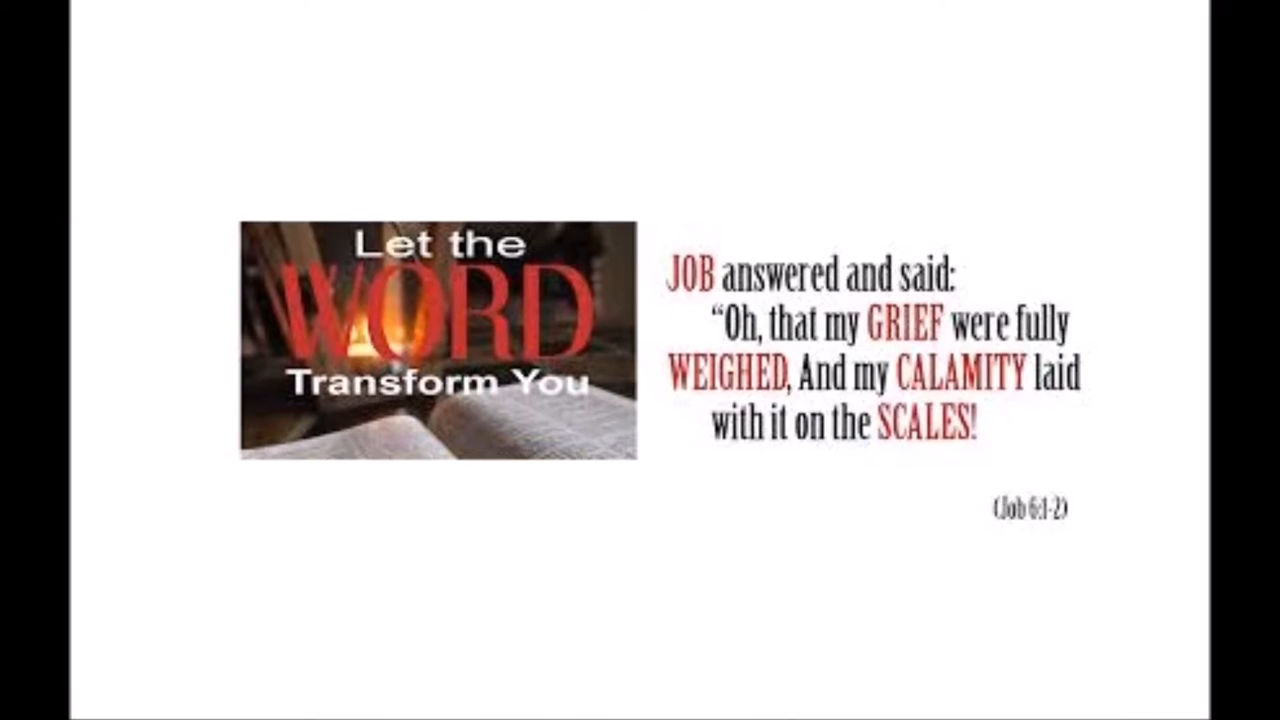 Let the
WORD
Transform You
JOB answered and said:
“Oh, that my GRIEF were fully
WEIGHED, And my CALAMITY laid
with it on the SCALES!
(Job 6:1-2)